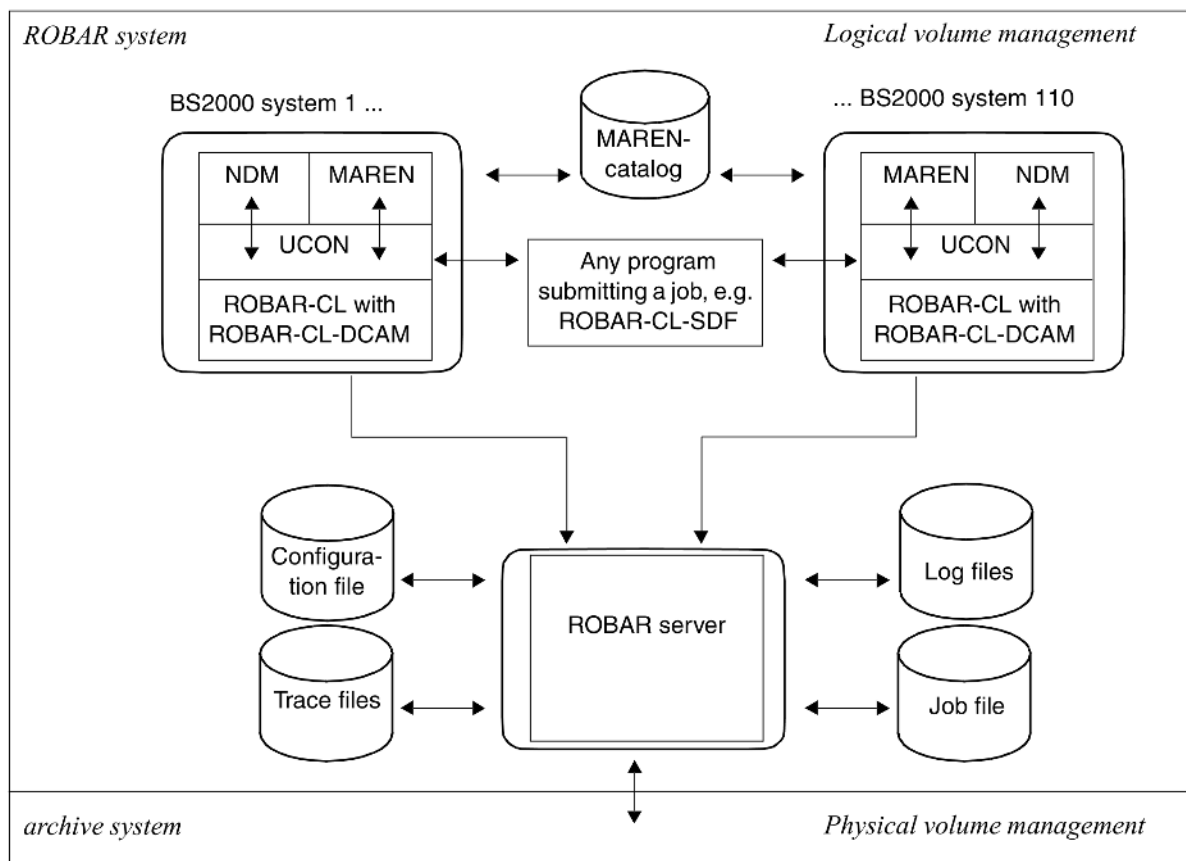 ROBAR system
Logical volume management
BS2000 system 1 ...
... BS2000 system 110
MAREN-
catalog
NDM
MAREN
UCON
ROBAR-CL with
ROBAR-CL-DCAM
Any program
submitting a job, e.g.
ROBAR-CL-SDF
MAREN
NDM
UCON
ROBAR-CL with
ROBAR-CL-DCAM
Configura-
tion file
Log files
ROBAR server
Trace files
Job file
archive system
Physical volume management